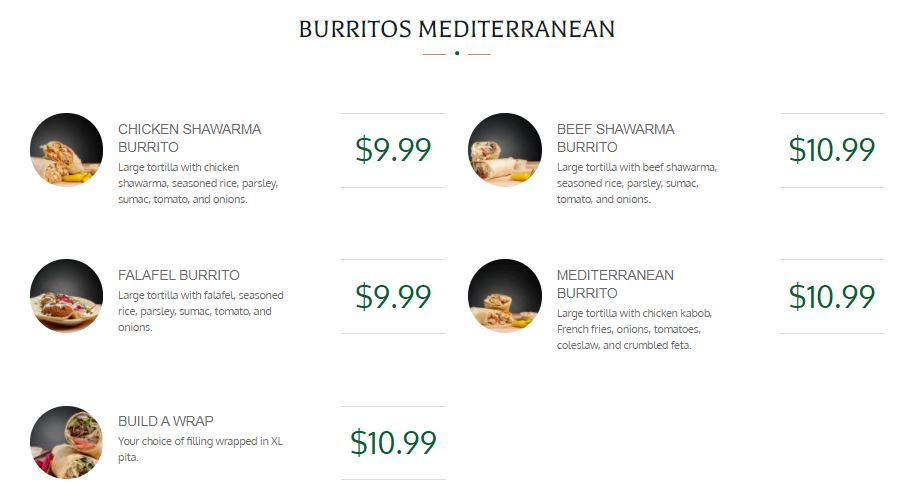 BURRITOS MEDITERRANEAN
CHICKEN SHAWARMA
BURRITO
Large tortilla with chicken
shawarma, seasoned rice, parsley,
sumac, tomato, and onions.
$9.99
BEEF SHAWARMA
BURRITO
Large tortilla with beef shawarma,
seasoned rice, parsley, sumac,
tomato, and onions.
$10.99
FALAFEL BURRITO
Large tortilla with falafel, seasoned
rice, parsley, sumac, tomato, and
onions.
$9.99
MEDITERRANEAN
BURRITO
Large tortilla with chicken kabob,
French fries, onions, tomatoes,
coleslaw, and crumbled feta.
$10.99
BUILD A WRAP
Your choice of filling wrapped in XL
pita.
$10.99